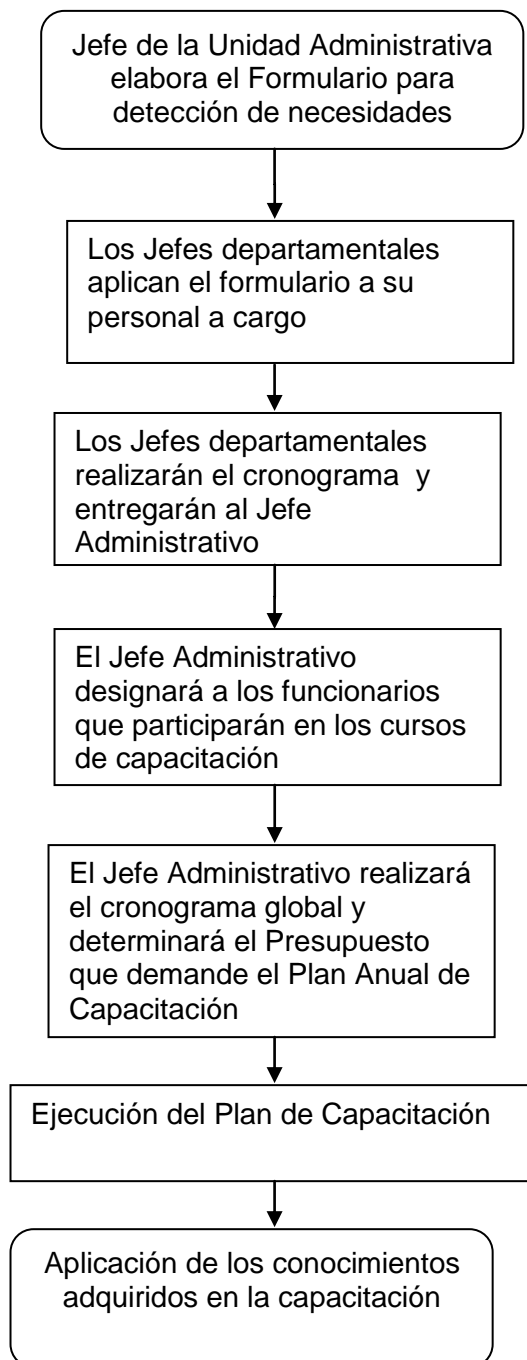 Jefe de la Unidad Administrativa
elabora el Formulario para
detección de necesidades
Los Jefes departamentales
aplican el formulario a su
personal a cargo
Los Jefes departamentales
realizarán el cronograma y
entregarán al Jefe
Administrativo
El Jefe Administrativo
designará a los funcionarios
que participarán en los cursos
de capacitación
El Jefe Administrativo realizará
el cronograma global y
determinará el Presupuesto
que demande el Plan Anual de
Capacitación
Ejecución del Plan de Capacitación
Aplicación de los conocimientos
adquiridos en la capacitación